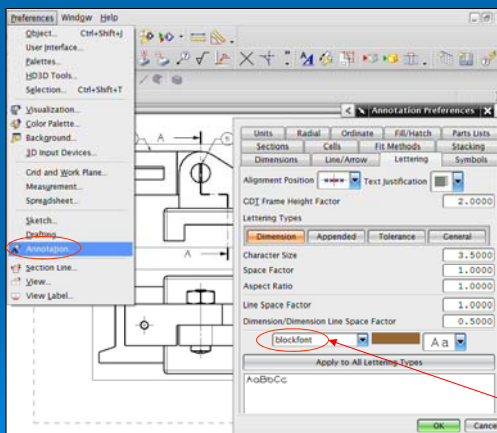 Preferences Window Help
Object... Ctrl+Shift+J
User Interface...
Palettes...
HD3D Tools...
Selection... Ctrl+Shift+T
Visualization...
Color Palette...
Background...
3D Input Devices...
Grid and Work Plane...
Measurement...
Spreadsheet...
Sketch...
Drafting...
Annotation...
Section Line...
View...
View Label...
A
A
Annotation Preferences
Units Radial Ordinate Fill/Hatch Parts Lists
Sections Cells Fit Methods Stacking
Dimensions Line/Arrow Lettering Symbols
Alignment Position Text Justification
GDT Frame Height Factor 2.0000
Lettering Types
Dimension Appended Tolerance General
Character Size 3.5000
Space Factor 1.0000
Aspect Ratio 1.0000
Line Space Factor 1.0000
Dimension/Dimension Line Space Factor 0.5000
blockfont Aa
Apply to All Lettering Types
AaBbCc
OK Cance